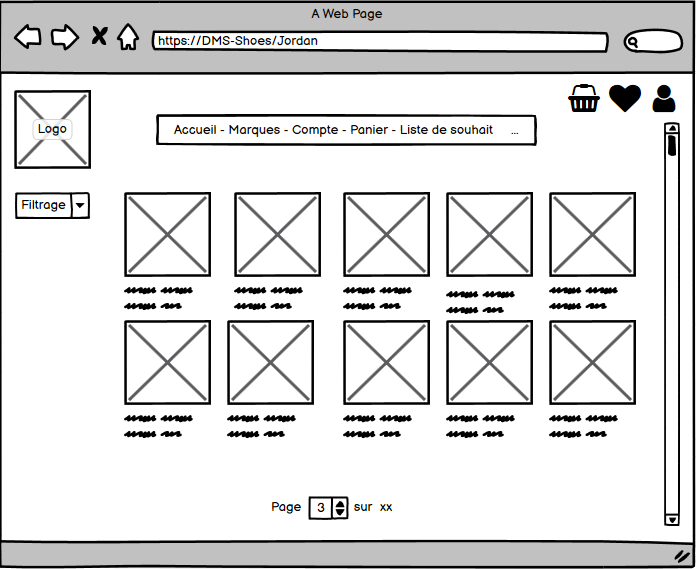 A Web Page
https://DMS-Shoes/Jordan
Logo
Accueil - Marques - Compte - Panier - Liste de souhait ...
Filtrage
Page 3 sur xx